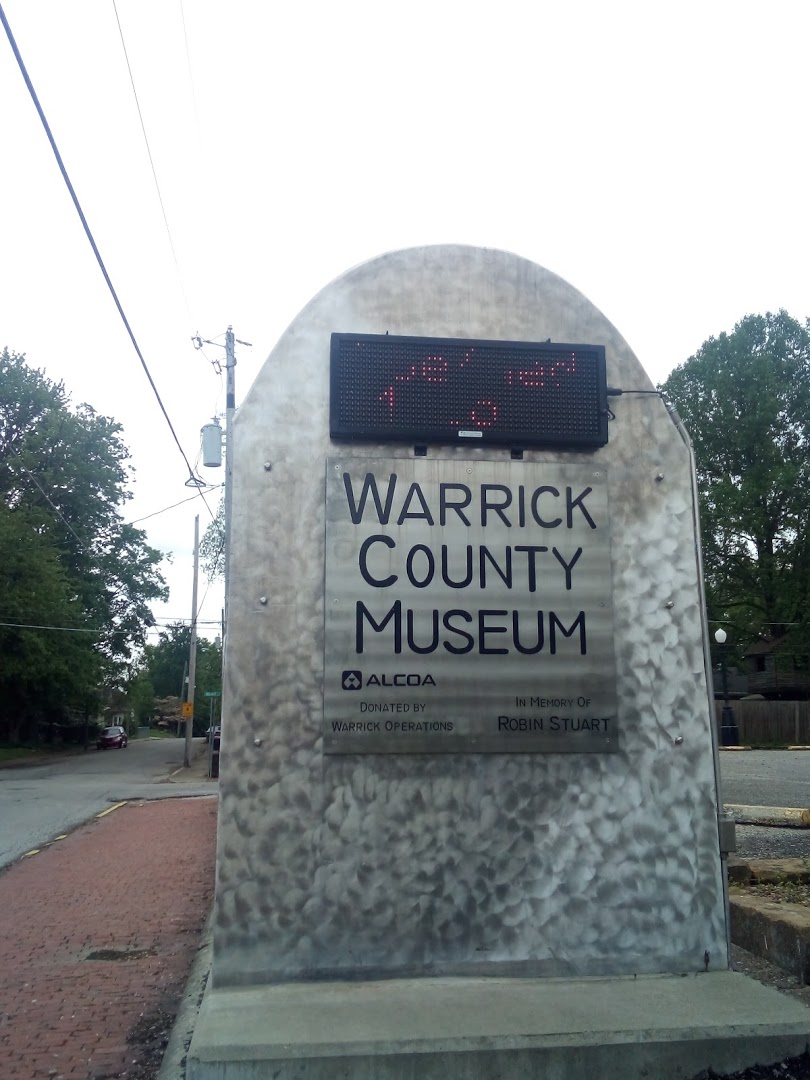 WARRICK
COUNTY
MUSEUM
ALCOA
DONATED BY
WARRICK OPERATIONS
IN MEMORY OF
ROBIN STUART